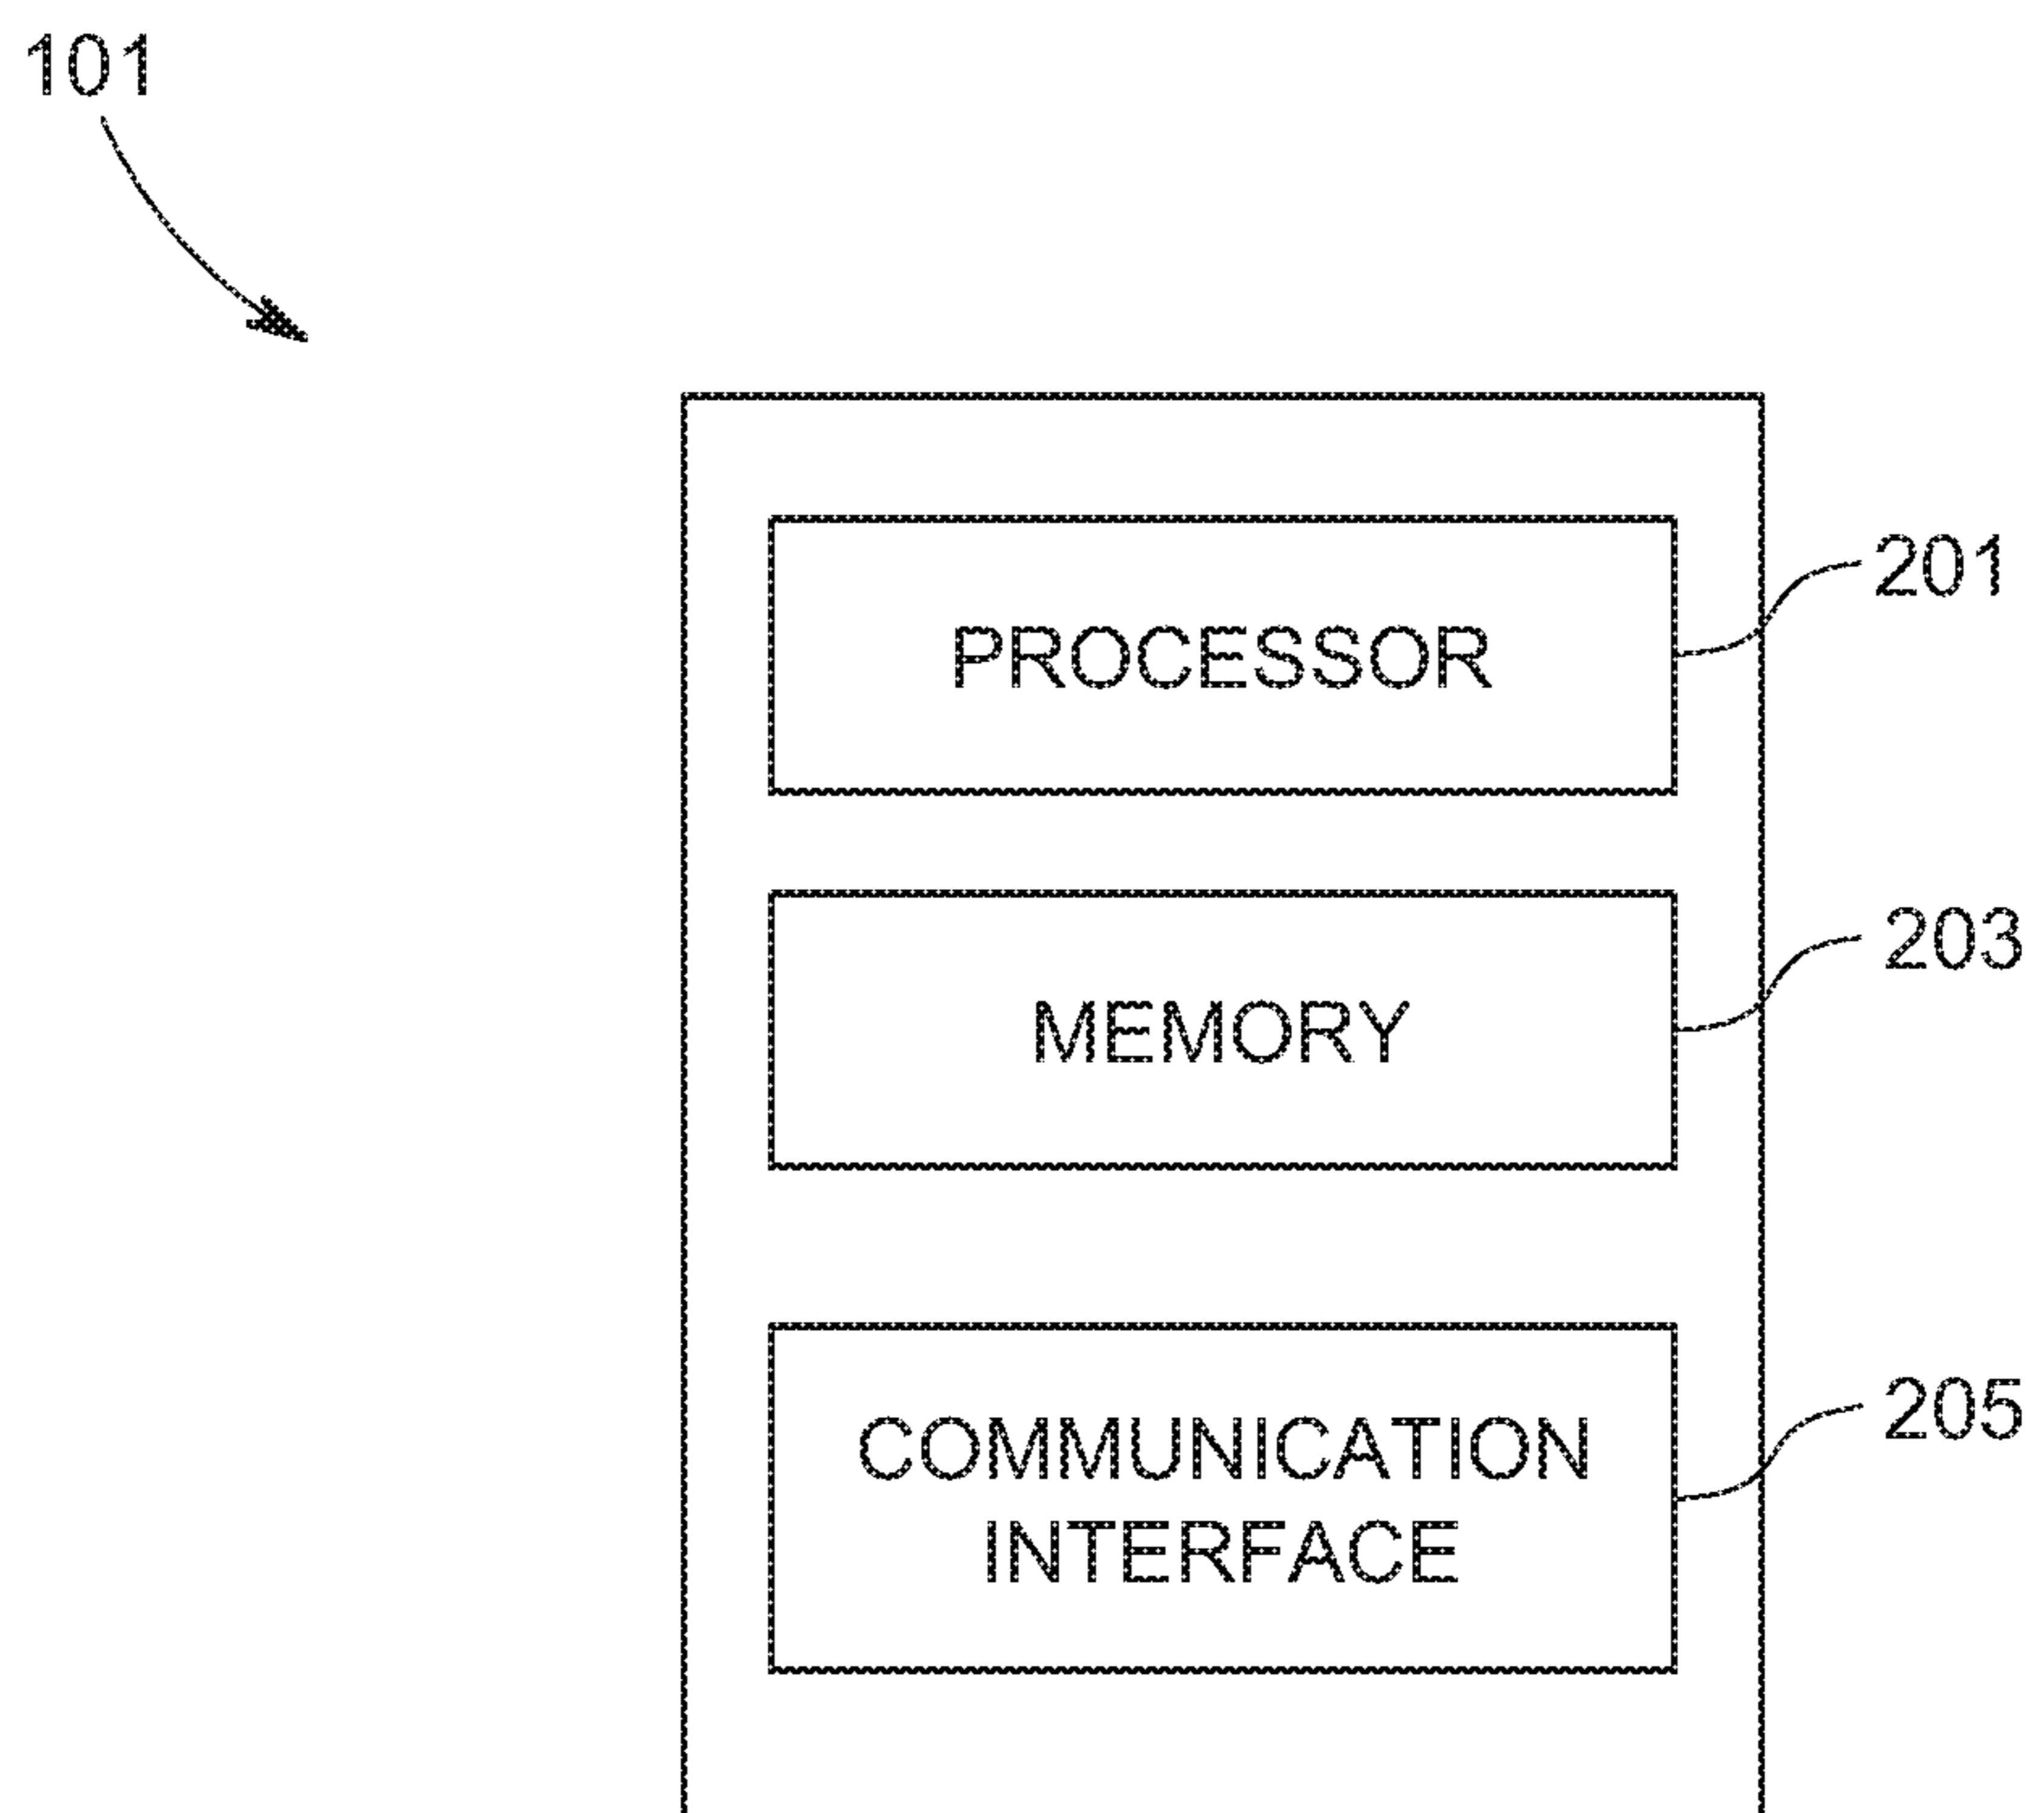 101
PROCESSOR
201
MEMORY
203
COMMUNICATION
INTERFACE
205